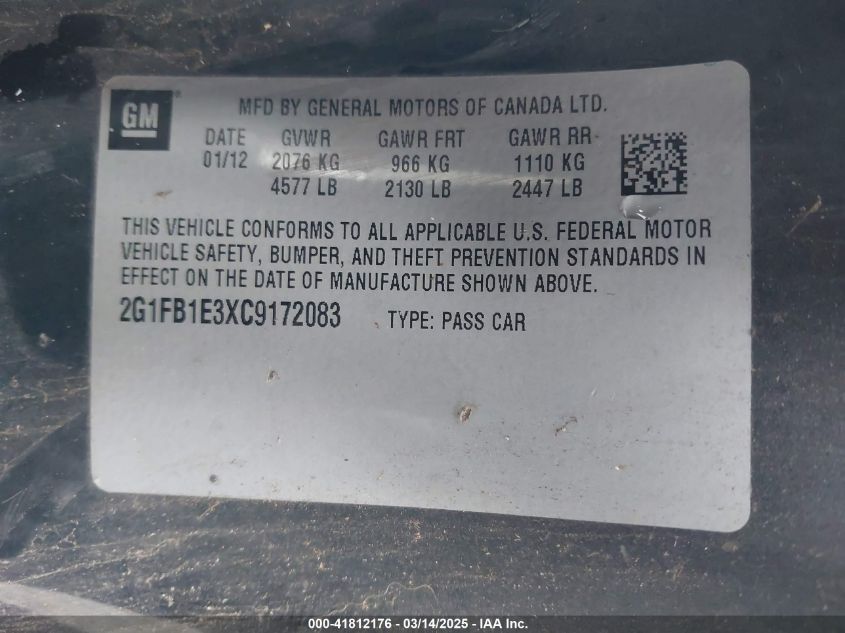 GM
MFD BY GENERAL MOTORS OF CANADA LTD.
DATE GVWR GAWR FRT GAWR RR
01/12 2076 KG 966 KG 1110 KG
4577 LB 2130 LB 2447 LB
THIS VEHICLE CONFORMS TO ALL APPLICABLE U.S. FEDERAL MOTOR
VEHICLE SAFETY, BUMPER, AND THEFT PREVENTION STANDARDS IN
EFFECT ON THE DATE OF MANUFACTURE SHOWN ABOVE.
2G1FB1E3XC9172083 TYPE: PASS CAR
000-41812176 - 03/14/2025 - IAA Inc.